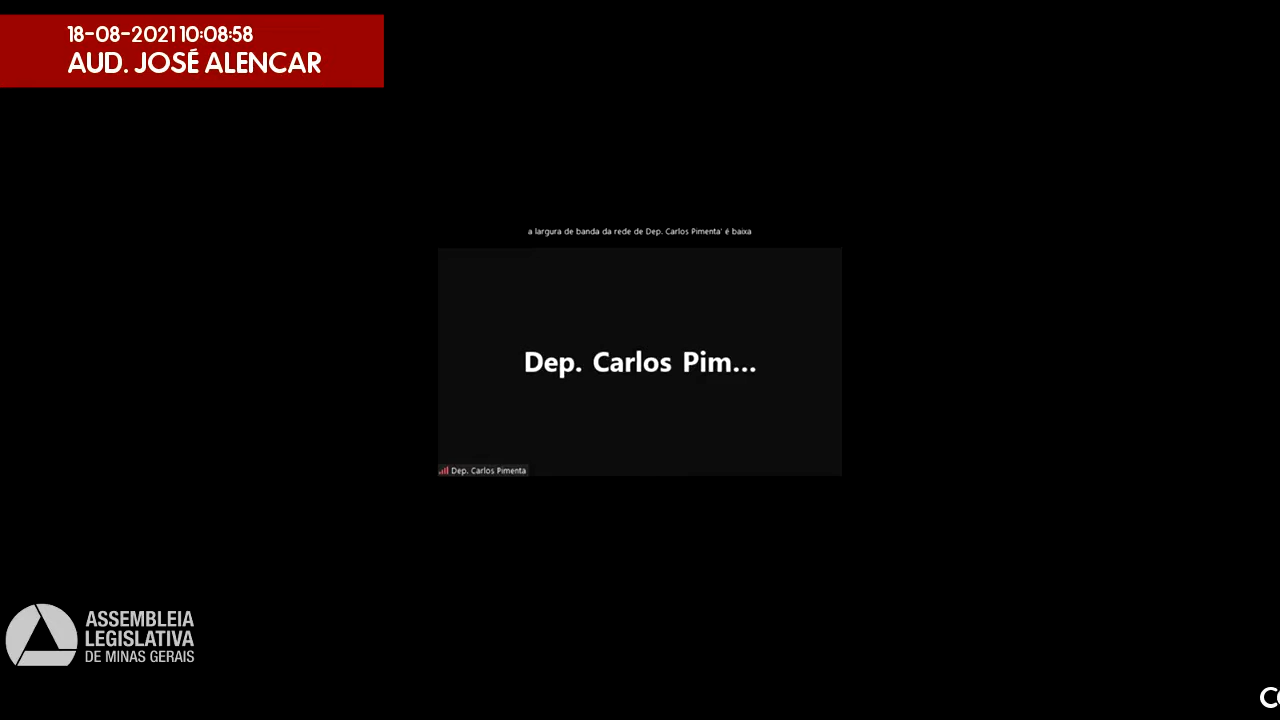 18-08-2021 10:08:58
AUD. JOSÉ ALENCAR
a largura de banda da rede de Dep. Carlos Pimenta' é baixa
Dep. Carlos Pim...
Dep. Carlos Pimenta
ASSEMBLEIA
LEGISLATIVA
DE MINAS GERAIS